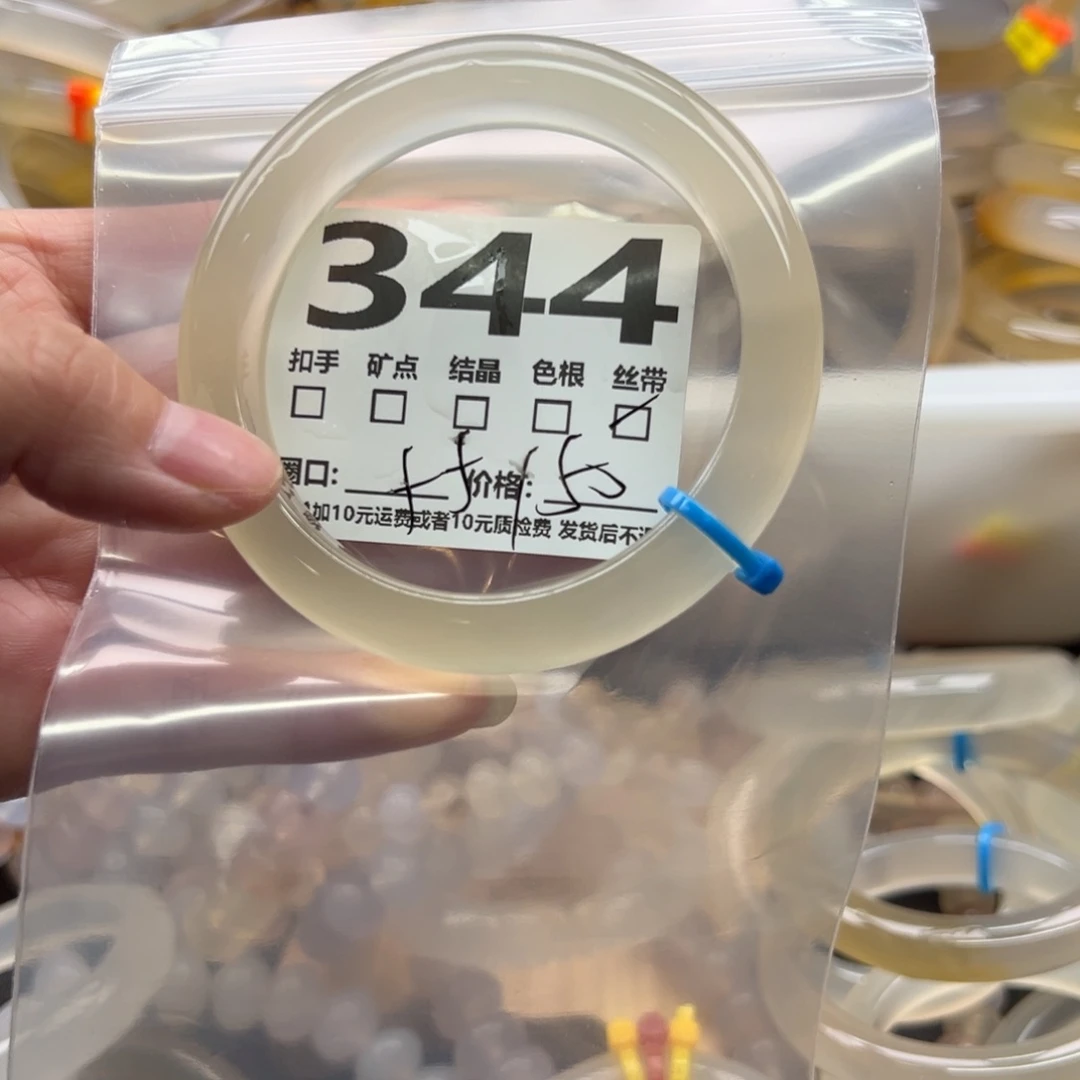 344
扣手 矿点 结晶 色根 丝带
圈口: 价格: 150
加10元运费或者10元质检费 发货后不